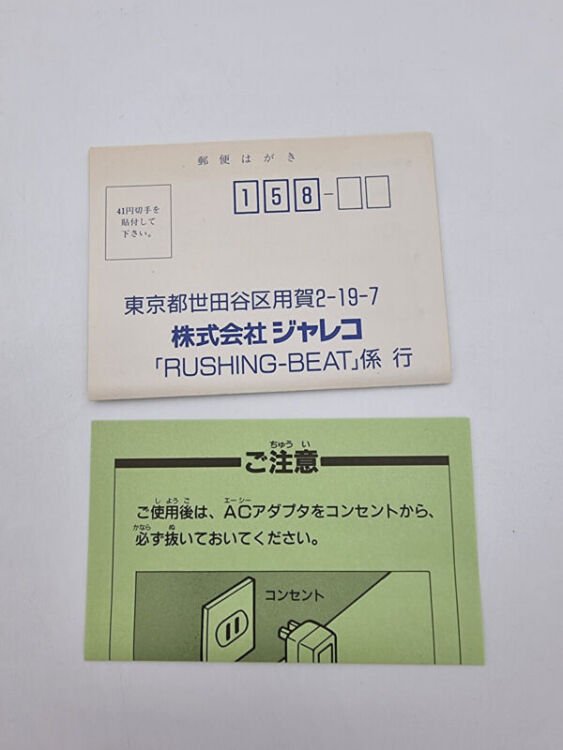 郵便はがき
158-
41円切手を
貼付して
下さい。
東京都世田谷区用賀2-19-7
株式会社ジャレコ
「RUSHING-BEAT」係 行
ちゅう い
ご注意
し よう ご エーシー
ご使用後は、ACアダプタをコンセントから、
かなら ぬ
必ず抜いておいてください。
コンセント